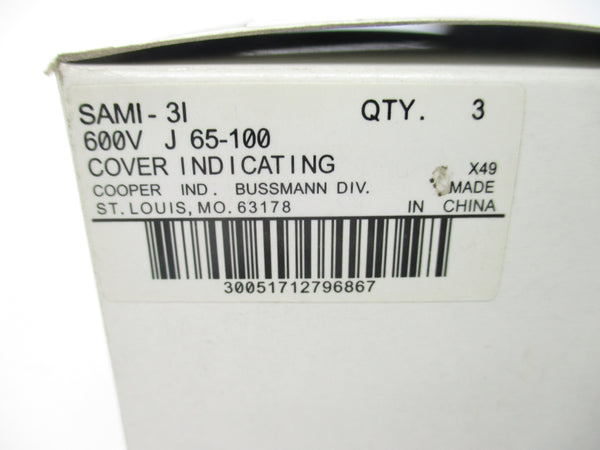 SAMI - 3I QTY. 3
600V J 65-100
COVER INDICATING X49
COOPER IND. BUSSMANN DIV. MADE
ST. LOUIS, MO. 63178 IN CHINA
30051712796867